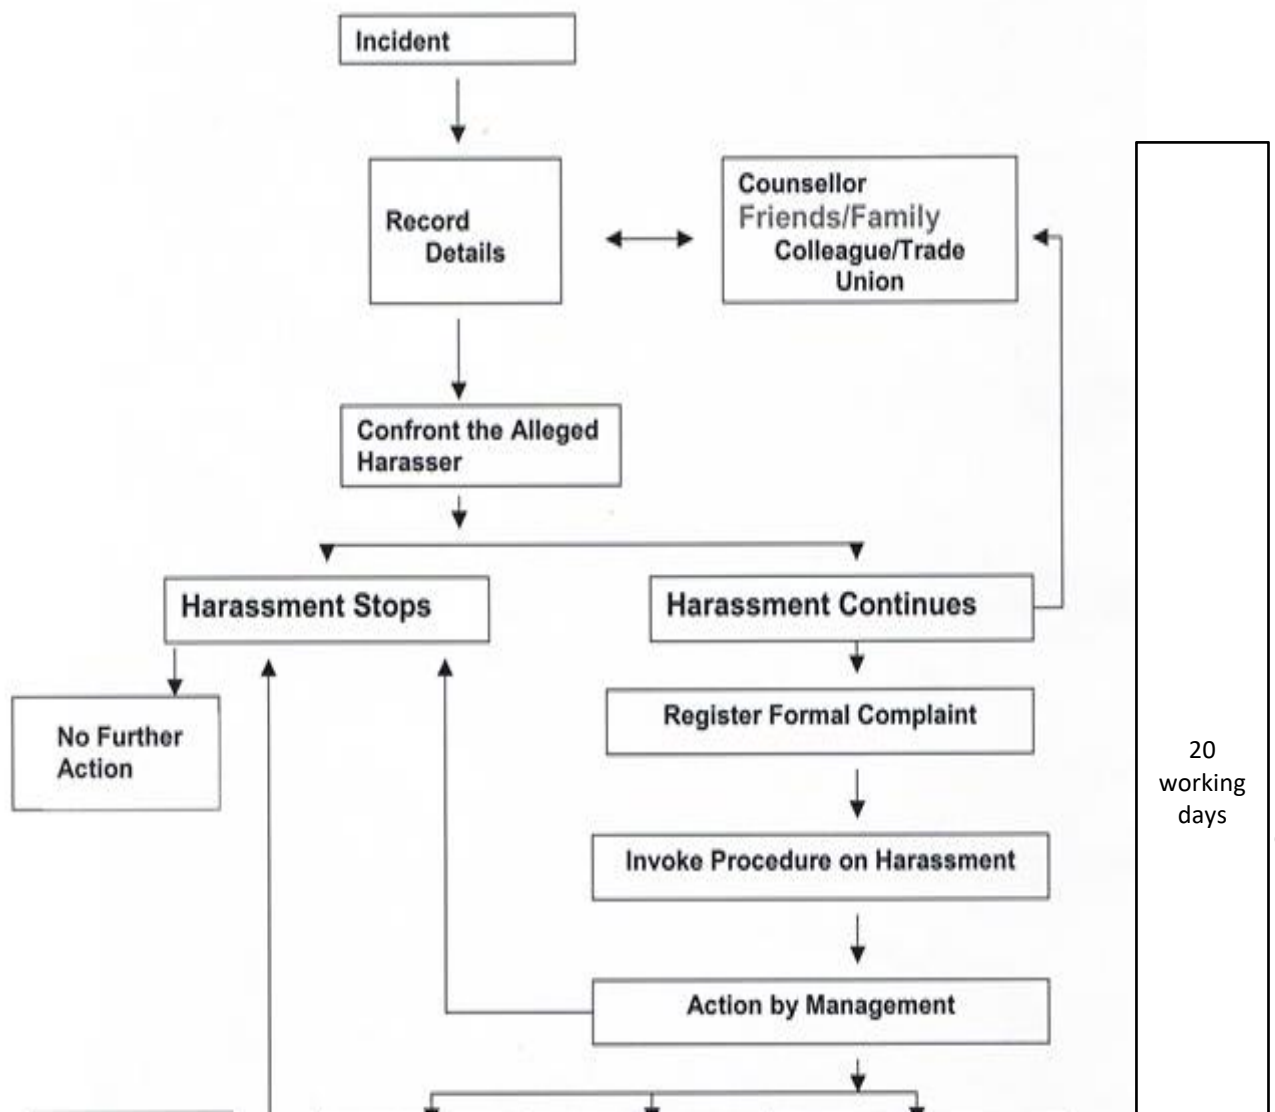 Incident
Record
Details
Counsellor
Friends/Family
Colleague/Trade
Union
Confront the Alleged
Harasser
Harassment Stops
Harassment Continues
No Further
Action
Register Formal Complaint
20
working
days
Invoke Procedure on Harassment
Action by Management